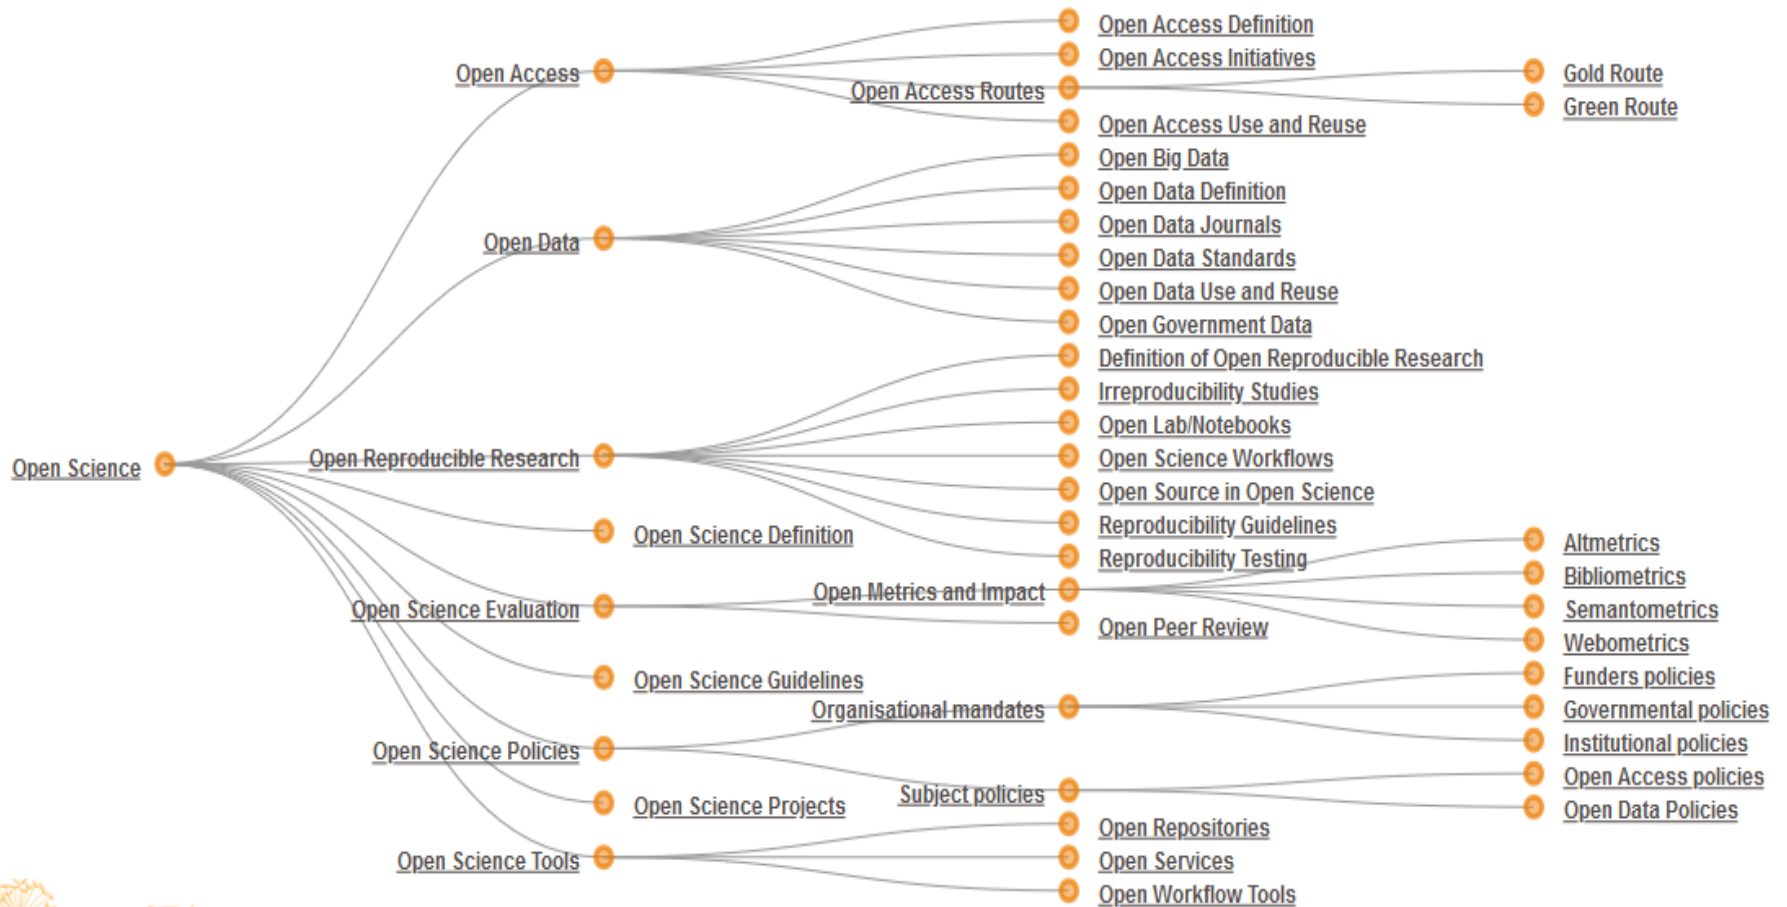 Open Access Definition
Open Access
Open Access Initiatives
Gold Route
Open Access Routes
Green Route
Open Access Use and Reuse
Open Big Data
Open Data Definition
Open Data Journals
Open Data
Open Data Standards
Open Data Use and Reuse
Open Government Data
Definition of Open Reproducible Research
Irreproducibility Studies
Open Lab/Notebooks
Open Science
Open Reproducible Research
Open Science Workflows
Open Source in Open Science
Reproducibility Guidelines
Open Science Definition
Reproducibility Testing
Altmetrics
Bibliometrics
Open Metrics and Impact
Open Science Evaluation
Semantometrics
Open Peer Review
Webometrics
Open Science Guidelines
Funders policies
Organisational mandates
Governmental policies
Open Science Policies
Institutional policies
Open Access policies
Subject policies
Open Science Projects
Open Data Policies
Open Repositories
Open Science Tools
Open Services
Open Workflow Tools